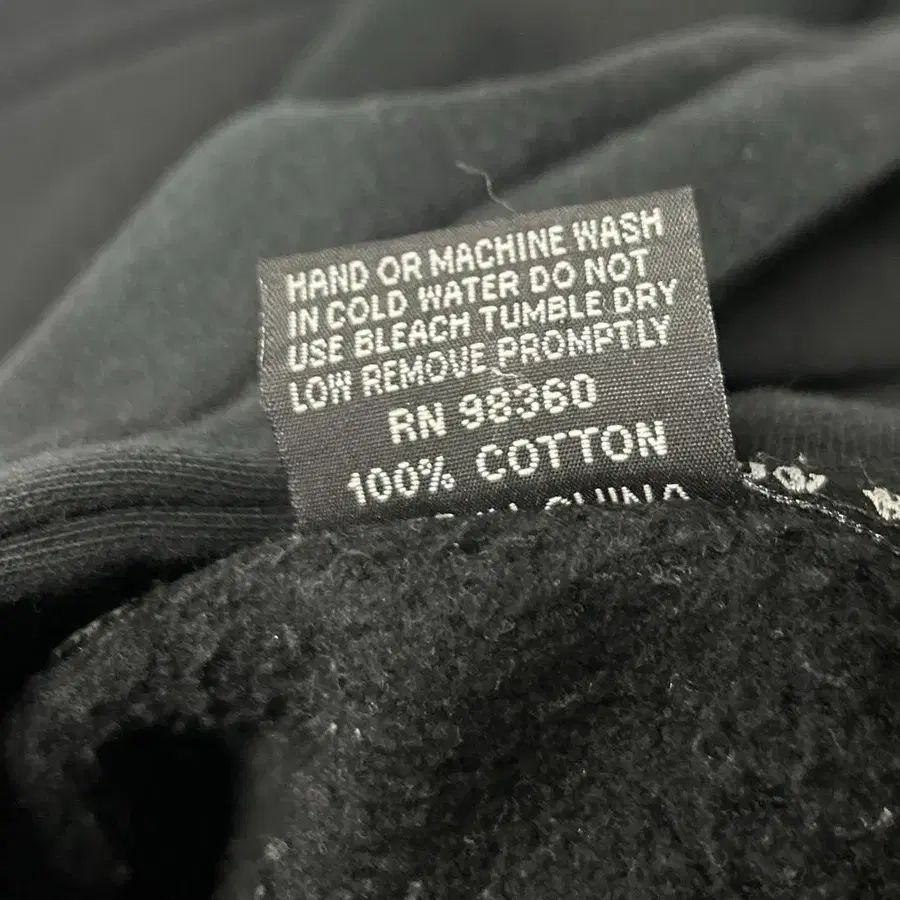 HAND OR MACHINE WASH
IN COLD WATER DO NOT
USE BLEACH TUMBLE DRY
LOW REMOVE PROMPTLY
RN 98360
100% COTTON
CHINA